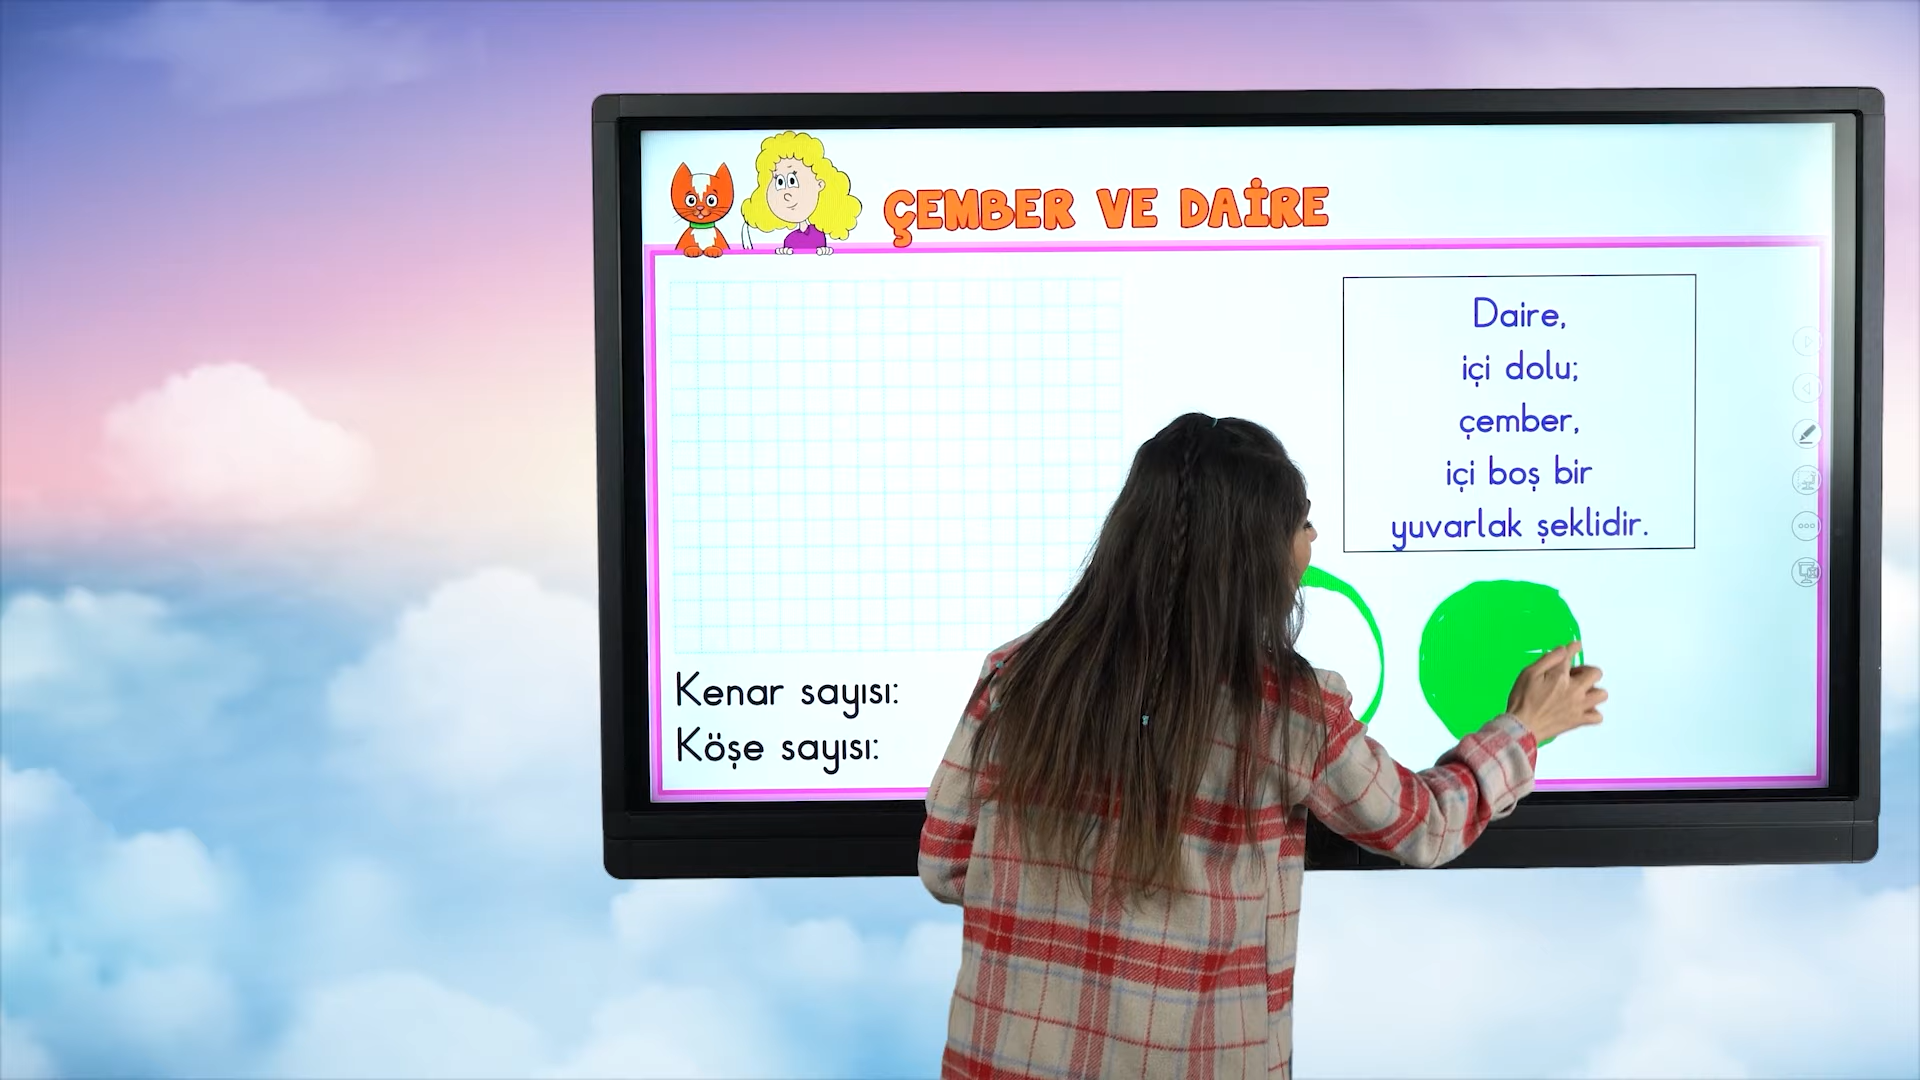 ÇEMBER VE DAİRE
Daire,
içi dolu;
çember,
içi boş bir
yuvarlak şeklidir.
Kenar sayısı:
Köşe sayısı: